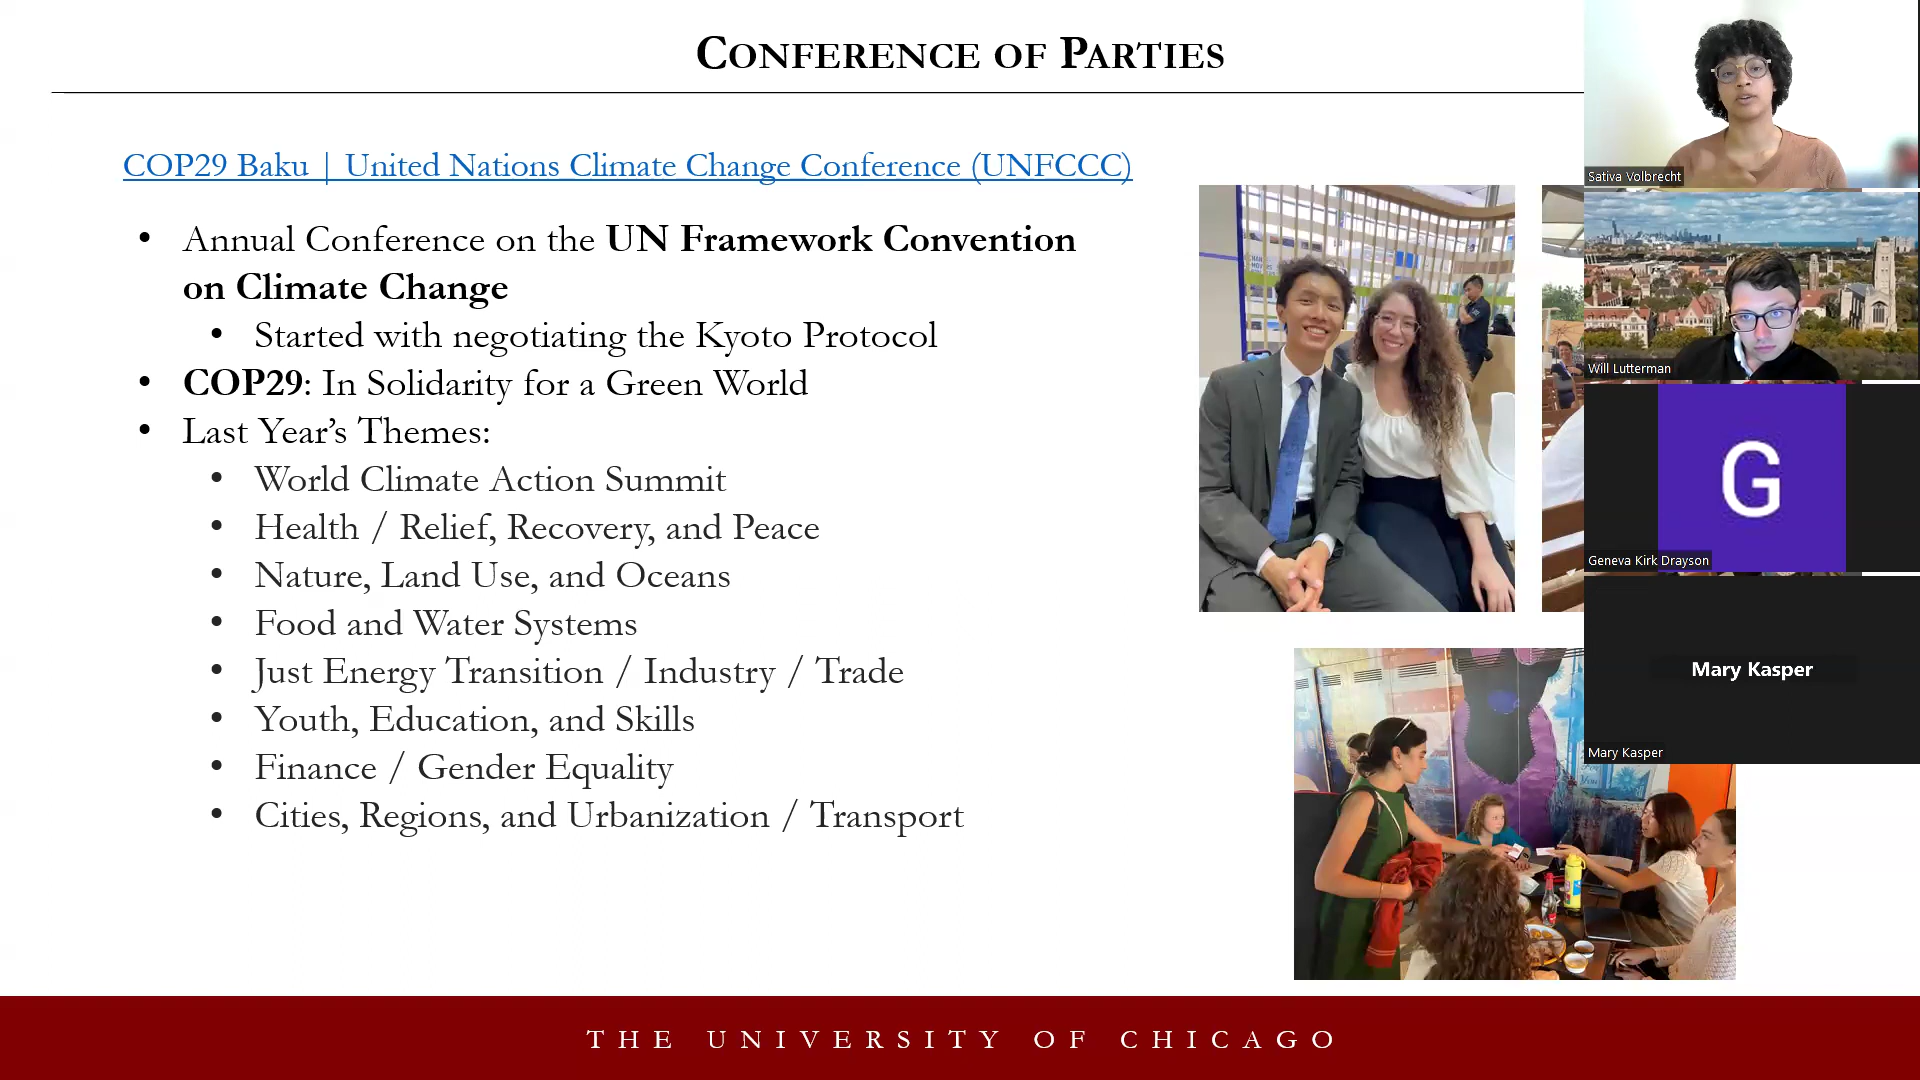 CONFERENCE OF PARTIES
COP29 Baku | United Nations Climate Change Conference (UNFCCC)
• Annual Conference on the UN Framework Convention
on Climate Change
• Started with negotiating the Kyoto Protocol
• COP29: In Solidarity for a Green World
• Last Year’s Themes:
• World Climate Action Summit
• Health / Relief, Recovery, and Peace
• Nature, Land Use, and Oceans
• Food and Water Systems
• Just Energy Transition / Industry / Trade
• Youth, Education, and Skills
• Finance / Gender Equality
• Cities, Regions, and Urbanization / Transport
Sativa Volbrecht
Will Lutterman
G
Geneva Kirk Drayson
Mary Kasper
Mary Kasper
THE UNIVERSITY OF CHICAGO